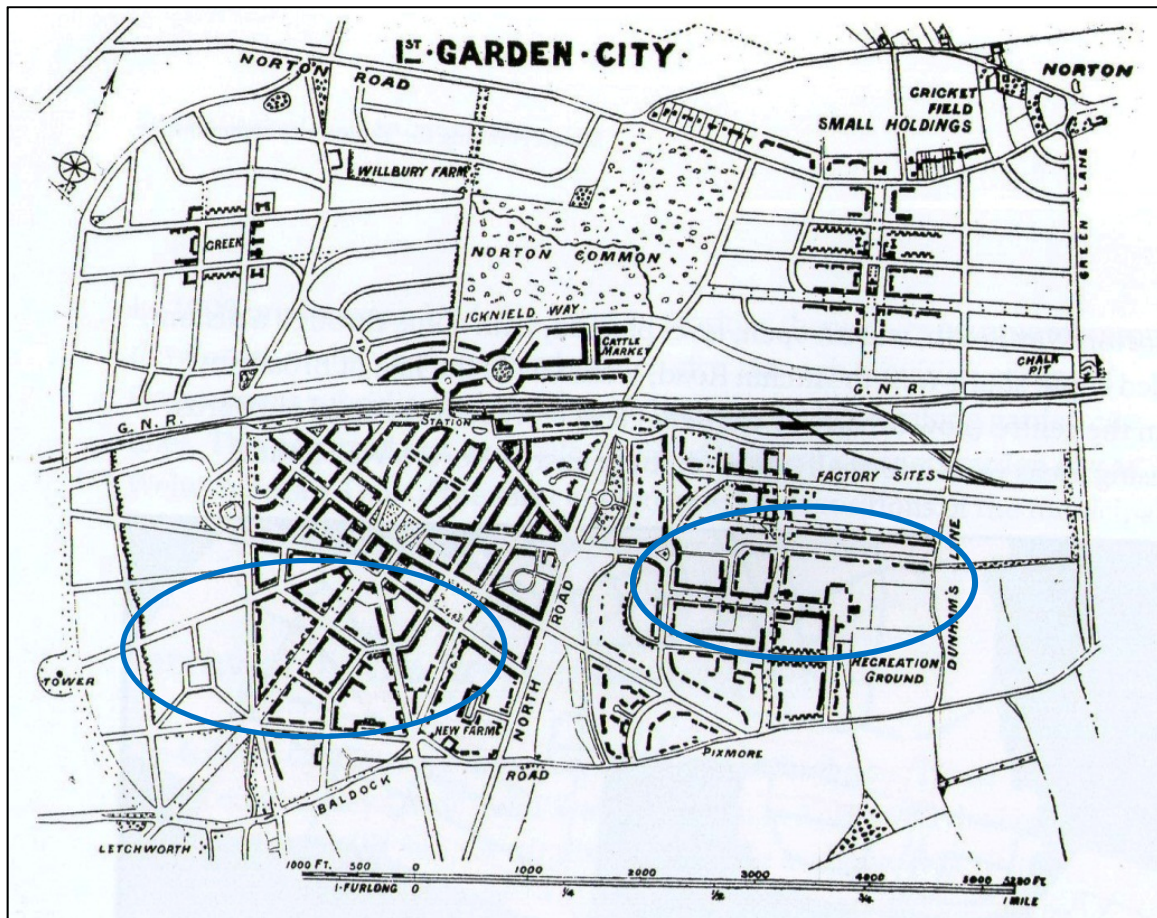 1ST · GARDEN · CITY ·
NORTON ROAD
NORTON
CRICKET
FIELD
SMALL HOLDINGS
WILLBURY FARM
GREEN LANE
GREEK
NORTON COMMON
ICKNIELD WAY
CATTLE
MARKET
CHALK
PIT
G. N. R.
G. N. R.
STATION
FACTORY SITES
DUNHAM'S LANE
NORTH ROAD
TOWER
RECREATION
GROUND
NEW FARM
PIXMORE
BALDOCK ROAD
LETCHWORTH
1000 FT. 500 0 1000 2000 3000 4000 5000 5280 FT.
1·FURLONG 0 1/4 1/2 3/4 1 MILE